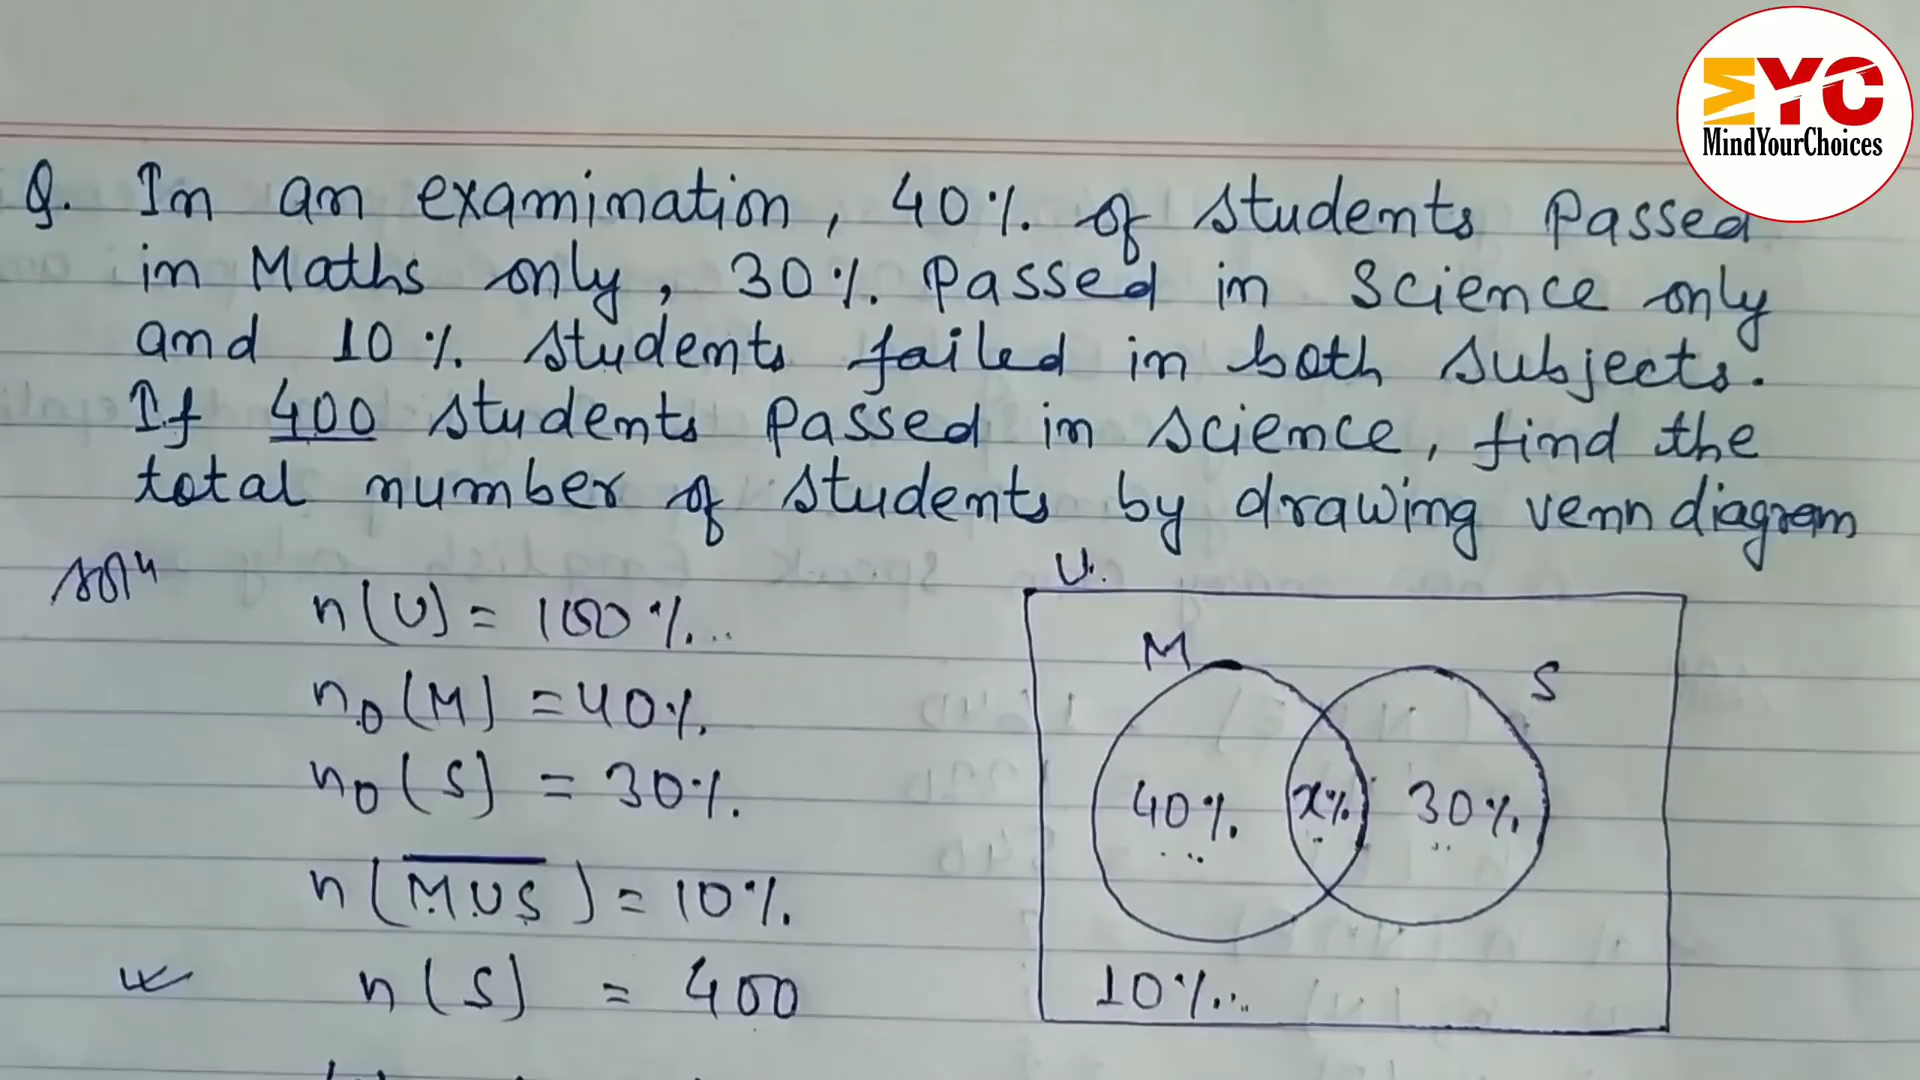 MYC
MindYourChoices
Q. In an examination, 40%. of students Passed
in Maths only, 30%. Passed in Science only
and 10%. students failed in both subjects.
If 400 students Passed in science, find the
total number of students by drawing venn diagram
n(U) = 100%.
n₀(M) = 40%.
n₀(S) = 30%.
n(M̅U̅S̅) = 10%.
n(S) = 400
U
M
S
40%.
x%
30%.
10%.